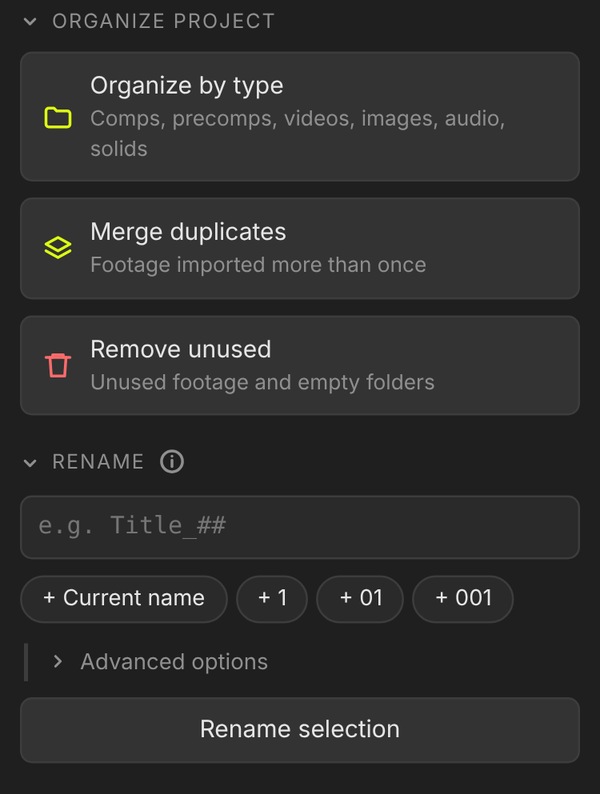 ORGANIZE PROJECT
Organize by type
Comps, precomps, videos, images, audio,
solids
Merge duplicates
Footage imported more than once
Remove unused
Unused footage and empty folders
RENAME
e.g. Title_##
+ Current name
+ 1
+ 01
+ 001
Advanced options
Rename selection